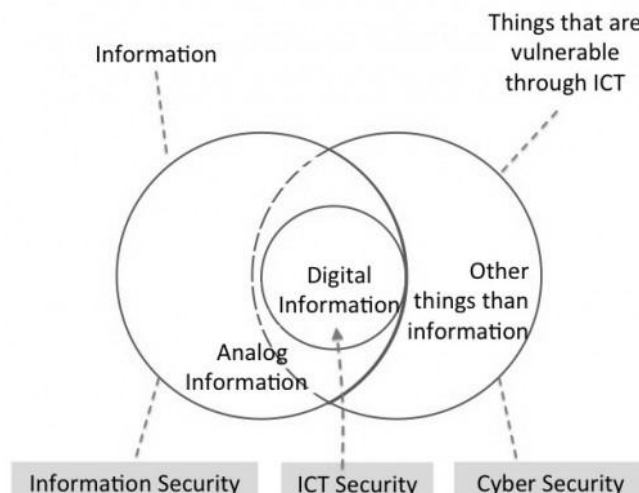 Information
Things that are
vulnerable
through ICT
Digital
Information
Other
things than
information
Analog
Information
Information Security
ICT Security
Cyber Security